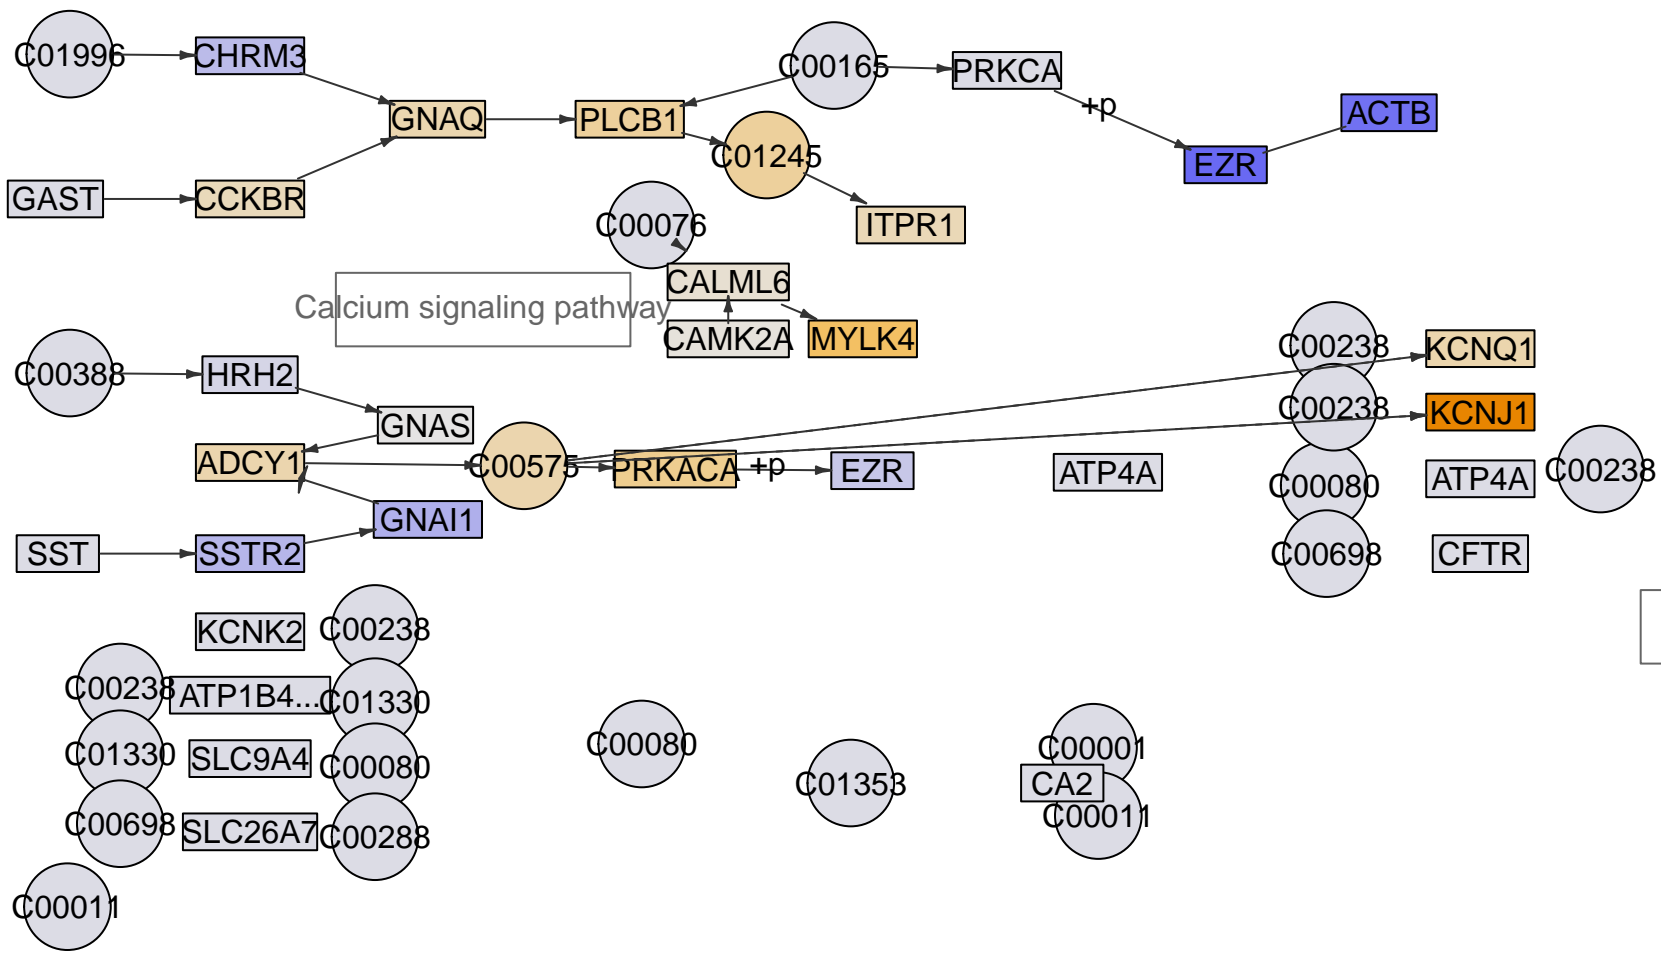 C01996
CHRM3
C00165
PRKCA
+p
ACTB
GNAQ
PLCB1
C01245
EZR
GAST
CCKBR
C00076
ITPR1
CALML6
Calcium signaling pathway
CAMK2A
MYLK4
C00238
KCNQ1
C00388
HRH2
C00238
KCNJ1
GNAS
ADCY1
C00575
PRKACA
+p
EZR
ATP4A
C00080
ATP4A
C00238
GNAI1
SST
SSTR2
C00698
CFTR
KCNK2
C00238
C00238
ATP1B4...
C01330
C01330
SLC9A4
C00080
C00080
C01353
C00001
CA2
C00011
C00698
SLC26A7
C00288
C00011